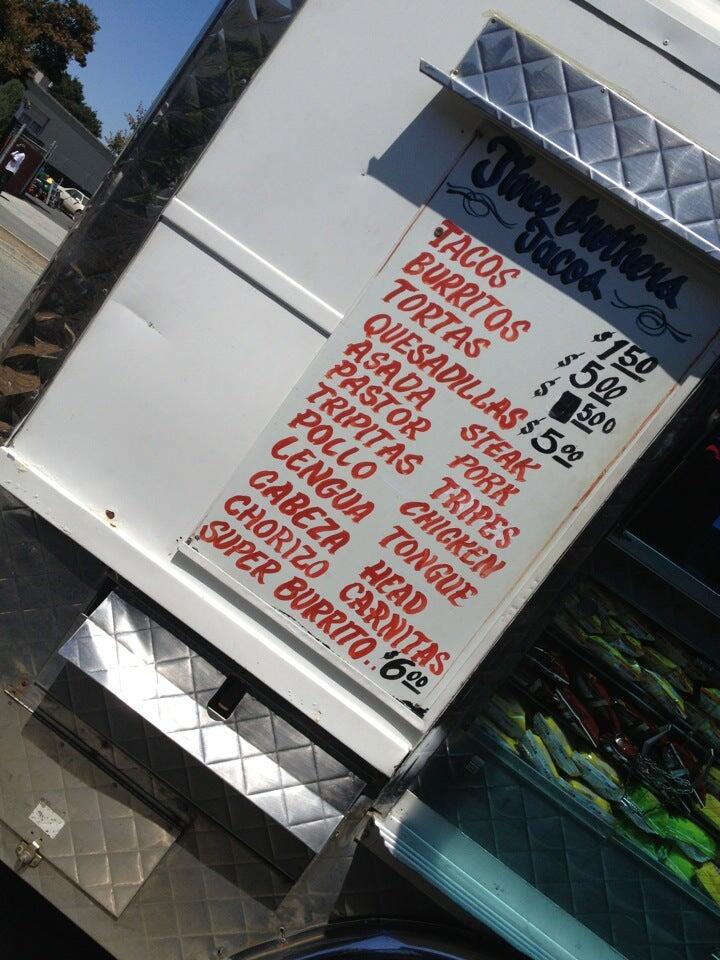 Three Brothers
Tacos
TACOS $1.50
BURRITOS $5.00
TORTAS $5.00
QUESADILLAS $5.00
ASADA STEAK
PASTOR PORK
TRIPITAS TRIPES
POLLO CHICKEN
LENGUA TONGUE
CABEZA HEAD
CHORIZO CARNITAS
SUPER BURRITO..$6.00